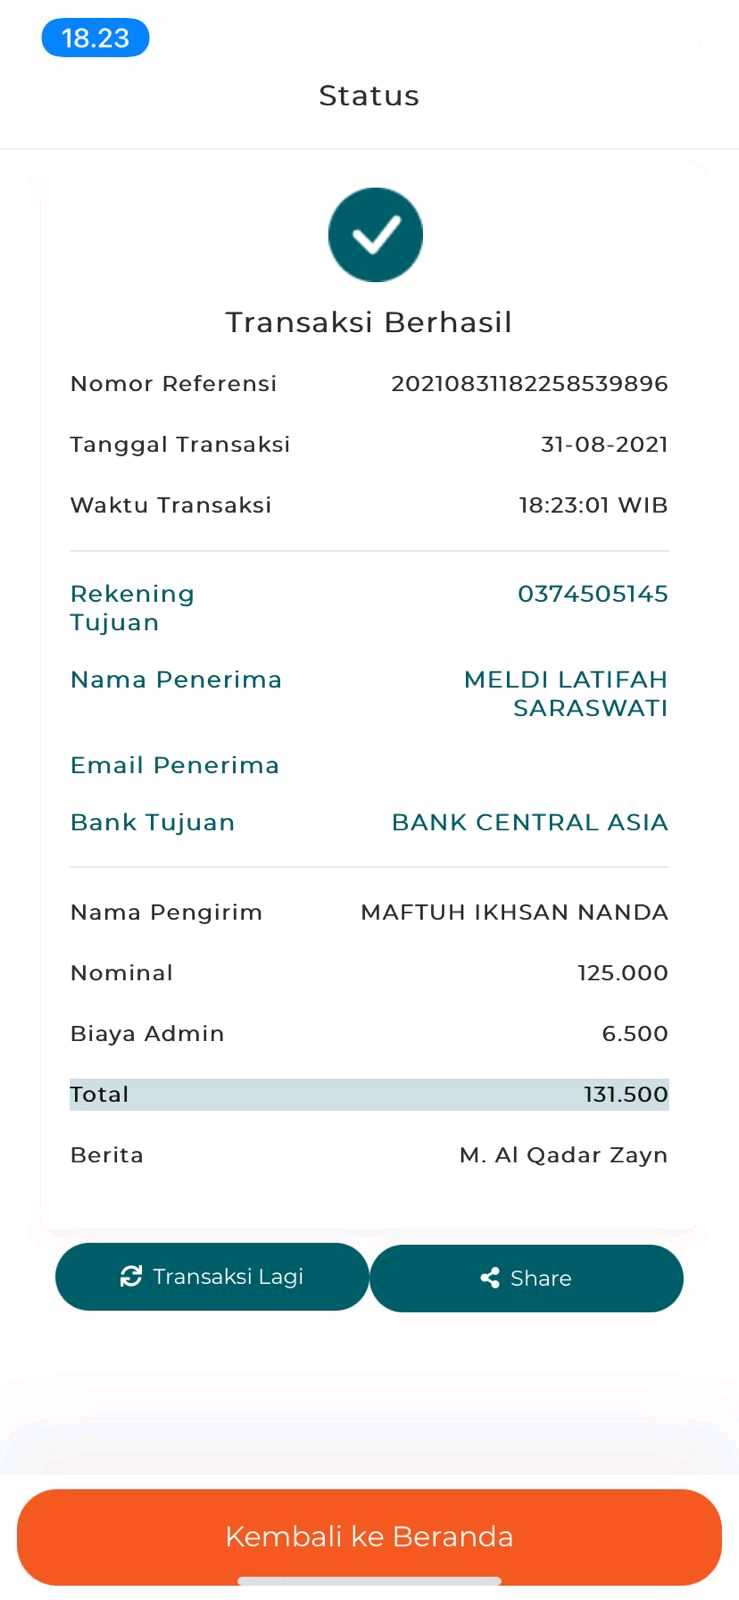 18.23
Status
Transaksi Berhasil
Nomor Referensi 20210831182258539896
Tanggal Transaksi 31-08-2021
Waktu Transaksi 18:23:01 WIB
Rekening 0374505145
Tujuan
Nama Penerima MELDI LATIFAH
SARASWATI
Email Penerima
Bank Tujuan BANK CENTRAL ASIA
Nama Pengirim MAFTUH IKHSAN NANDA
Nominal 125.000
Biaya Admin 6.500
Total 131.500
Berita M. Al Qadar Zayn
Transaksi Lagi Share
Kembali ke Beranda